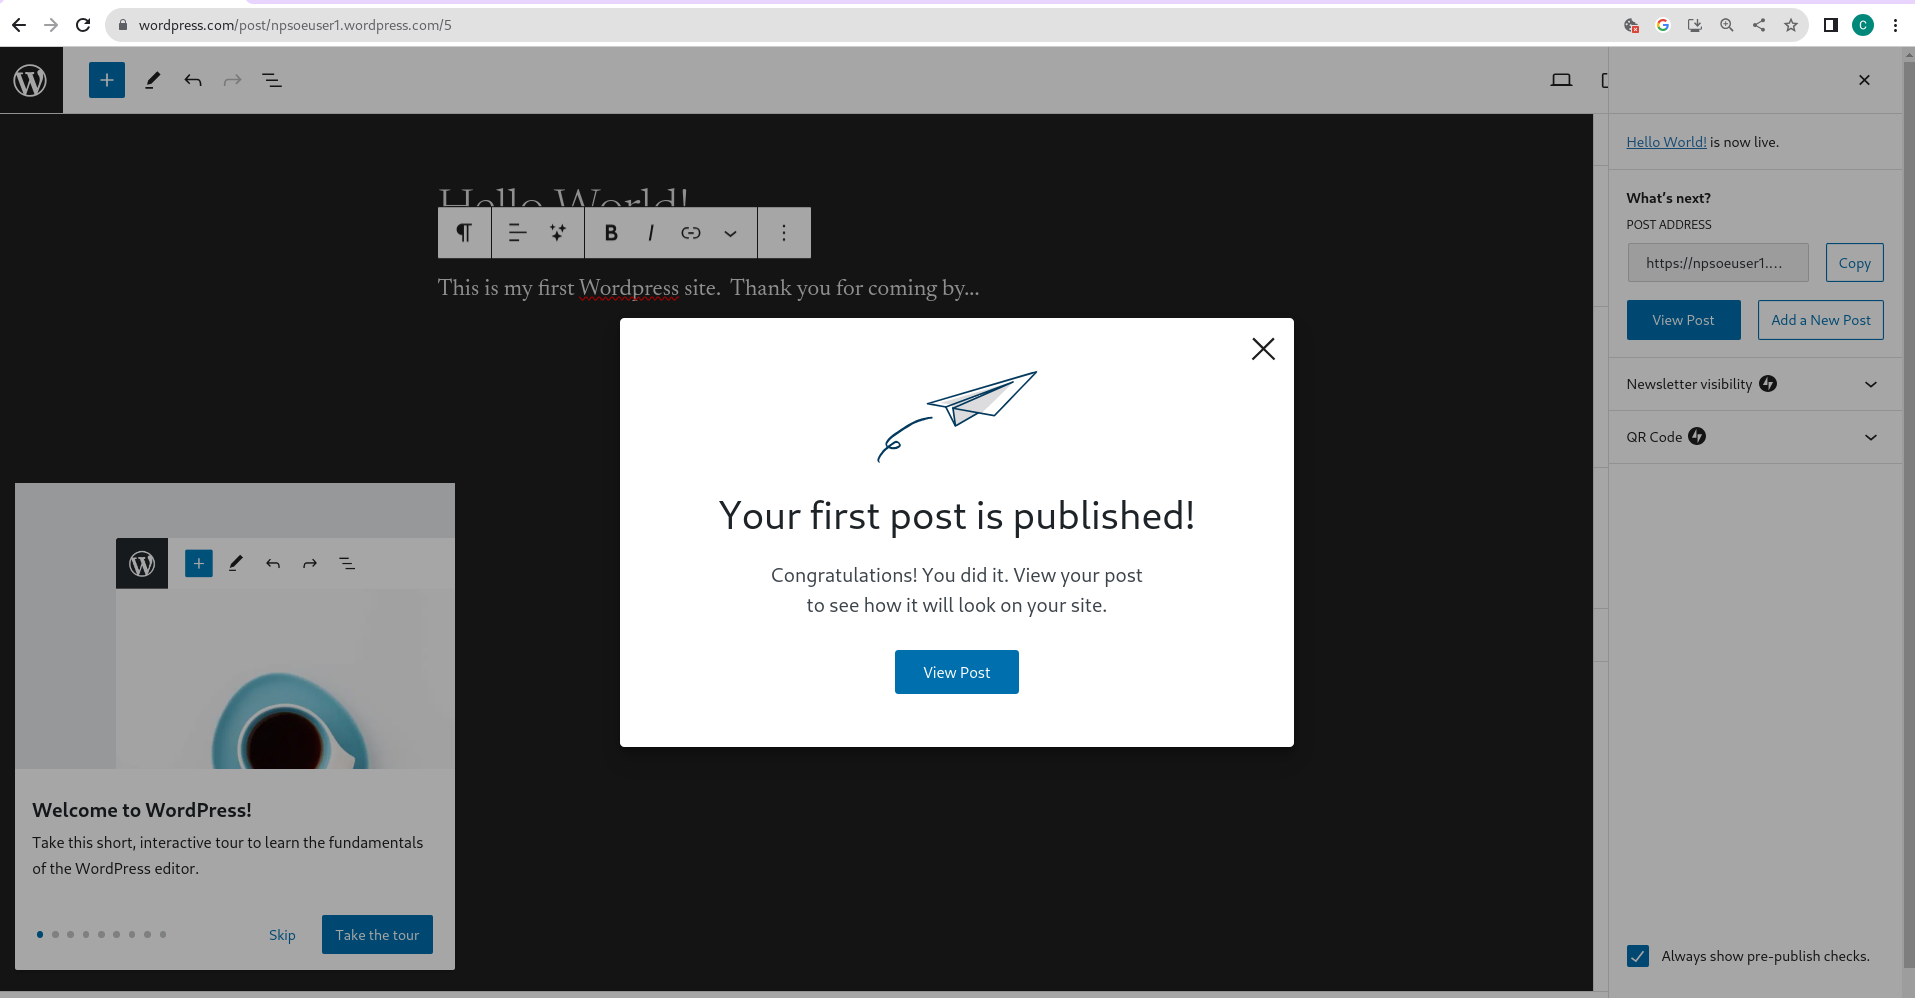 wordpress.com/post/npsoeuser1.wordpress.com/5
C
Hello World!
This is my first Wordpress site.  Thank you for coming by...
Hello World! is now live.
What's next?
POST ADDRESS
https://npsoeuser1....
Copy
View Post
Add a New Post
Newsletter visibility
QR Code
Your first post is published!
Congratulations! You did it. View your post
to see how it will look on your site.
View Post
Welcome to WordPress!
Take this short, interactive tour to learn the fundamentals
of the WordPress editor.
Skip
Take the tour
Always show pre-publish checks.